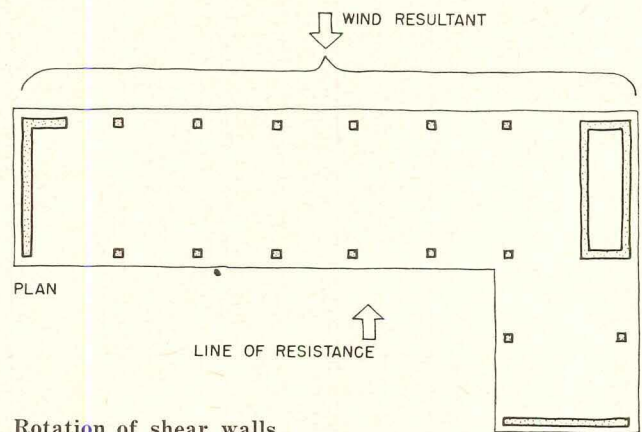 WIND RESULTANT
PLAN
LINE OF RESISTANCE
Rotation of shear walls